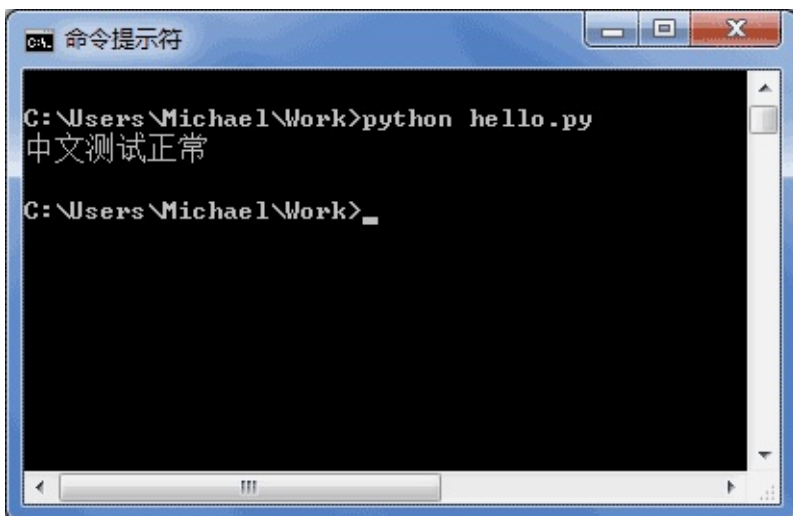 命令提示符
C:\Users\Michael\Work>python hello.py
中文测试正常
C:\Users\Michael\Work>_